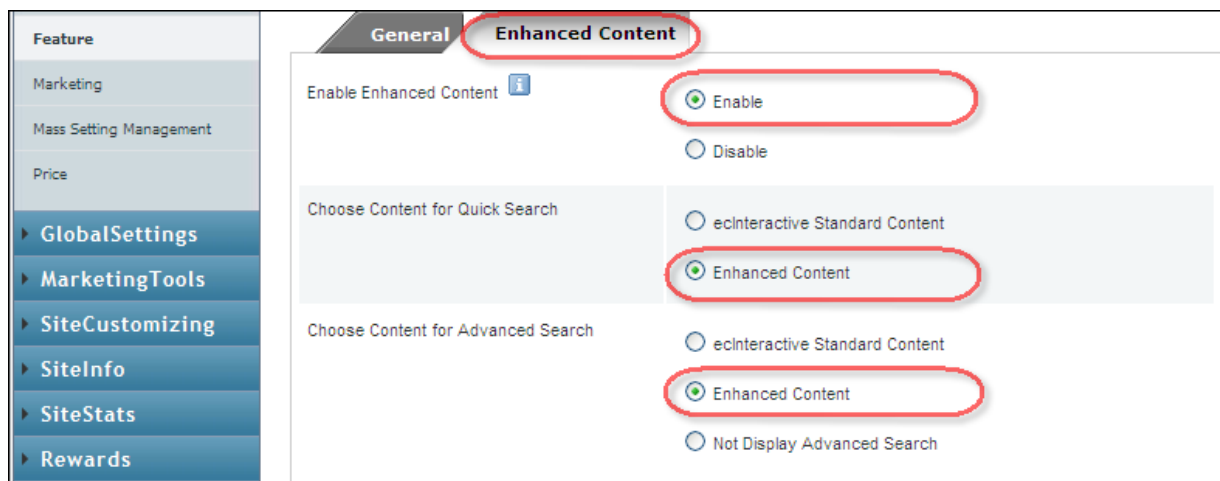 Feature
Marketing
Mass Setting Management
Price
GlobalSettings
MarketingTools
SiteCustomizing
SiteInfo
SiteStats
Rewards
General
Enhanced Content
Enable Enhanced Content i
Enable
Disable
Choose Content for Quick Search
ecInteractive Standard Content
Enhanced Content
Choose Content for Advanced Search
ecInteractive Standard Content
Enhanced Content
Not Display Advanced Search